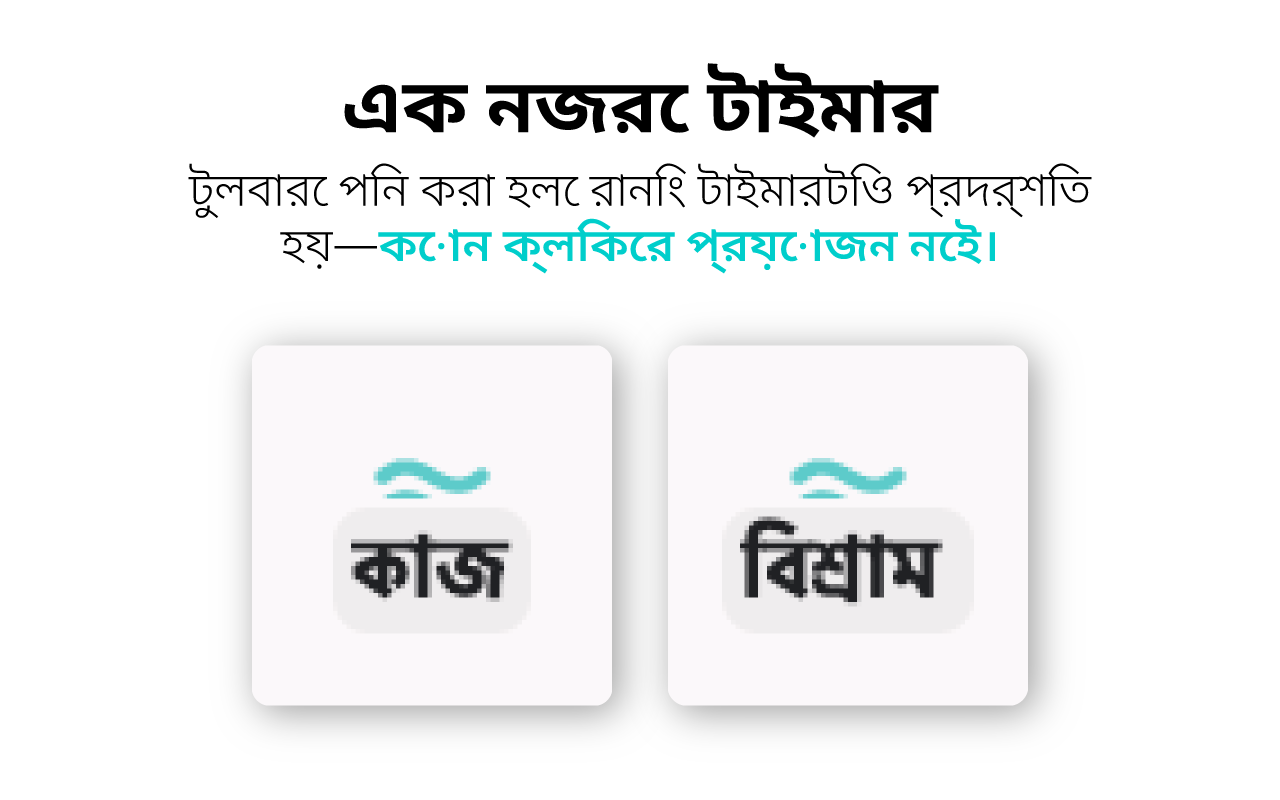 এক নজরে টাইমার
টুলবারে পিন করা হলে রানিং টাইমারটিও প্রদর্শিত
হয়—কোন ক্লিকের প্রয়োজন নেই।
কাজ
বিশ্রাম